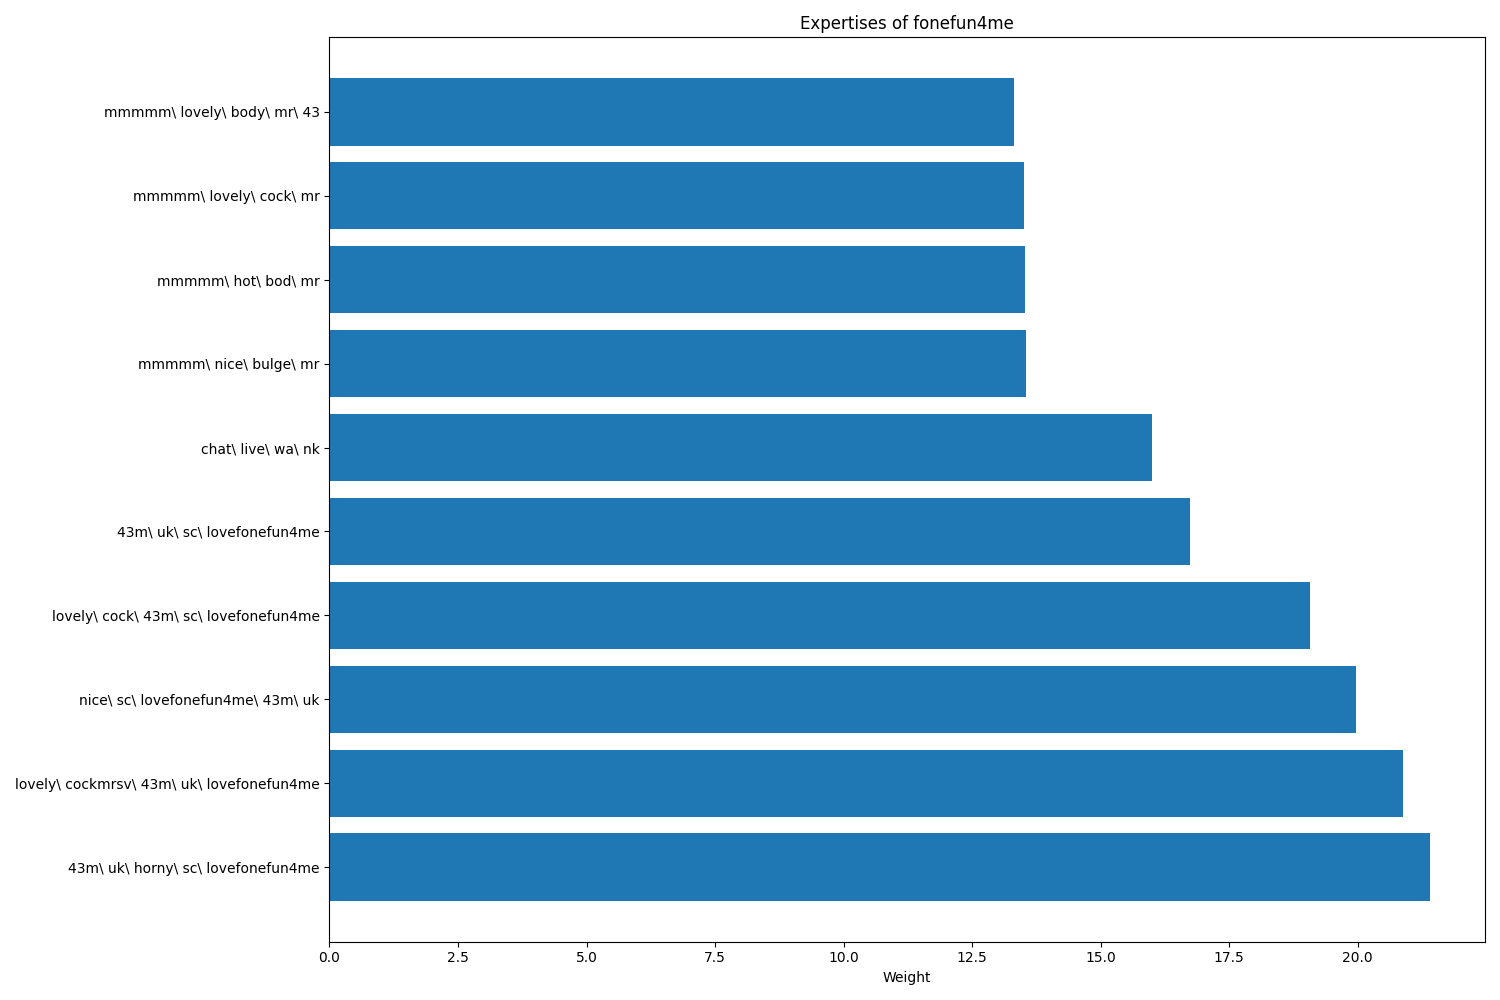 Expertises of fonefun4me
mmmmm\ lovely\ body\ mr\ 43
mmmmm\ lovely\ cock\ mr
mmmmm\ hot\ bod\ mr
mmmmm\ nice\ bulge\ mr
chat\ live\ wa\ nk
43m\ uk\ sc\ lovefonefun4me
lovely\ cock\ 43m\ sc\ lovefonefun4me
nice\ sc\ lovefonefun4me\ 43m\ uk
lovely\ cockmrsv\ 43m\ uk\ lovefonefun4me
43m\ uk\ horny\ sc\ lovefonefun4me
0.0 2.5 5.0 7.5 10.0 12.5 15.0 17.5 20.0
Weight